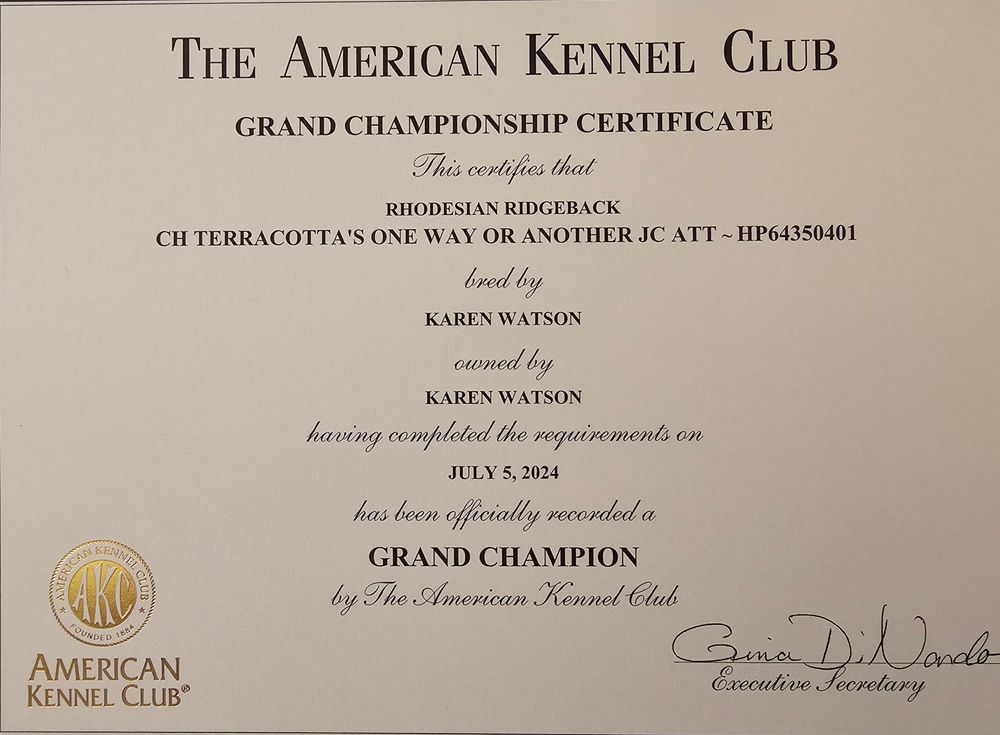 THE AMERICAN KENNEL CLUB
GRAND CHAMPIONSHIP CERTIFICATE
This certifies that
RHODESIAN RIDGEBACK
CH TERRACOTTA'S ONE WAY OR ANOTHER JC ATT ~ HP64350401
bred by
KAREN WATSON
owned by
KAREN WATSON
having completed the requirements on
JULY 5, 2024
has been officially recorded a
GRAND CHAMPION
by The American Kennel Club
AMERICAN KENNEL CLUB
AKC
FOUNDED 1884
AMERICAN
KENNEL CLUB®
Gina DiNardo
Executive Secretary